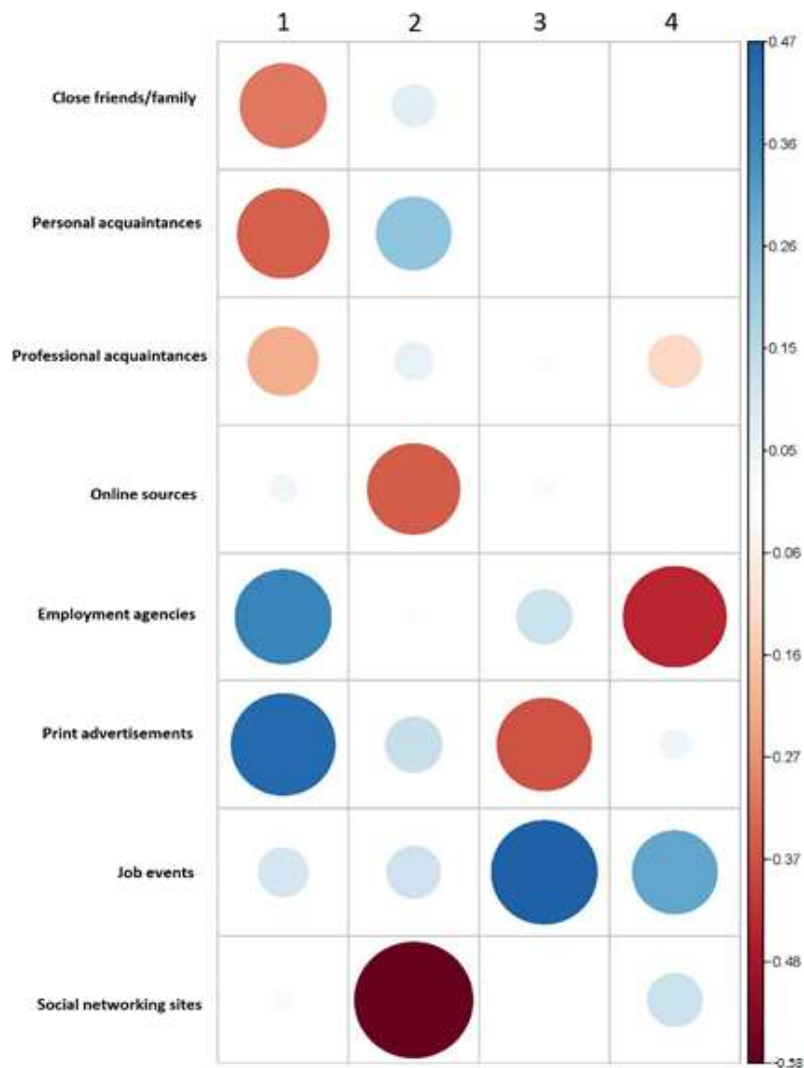 1 2 3 4
0.47
Close friends/family
0.36
Personal acquaintances
0.26
Professional acquaintances
0.15
0.05
Online sources
-0.06
Employment agencies
-0.16
Print advertisements
-0.27
-0.37
Job events
-0.48
Social networking sites
-0.58